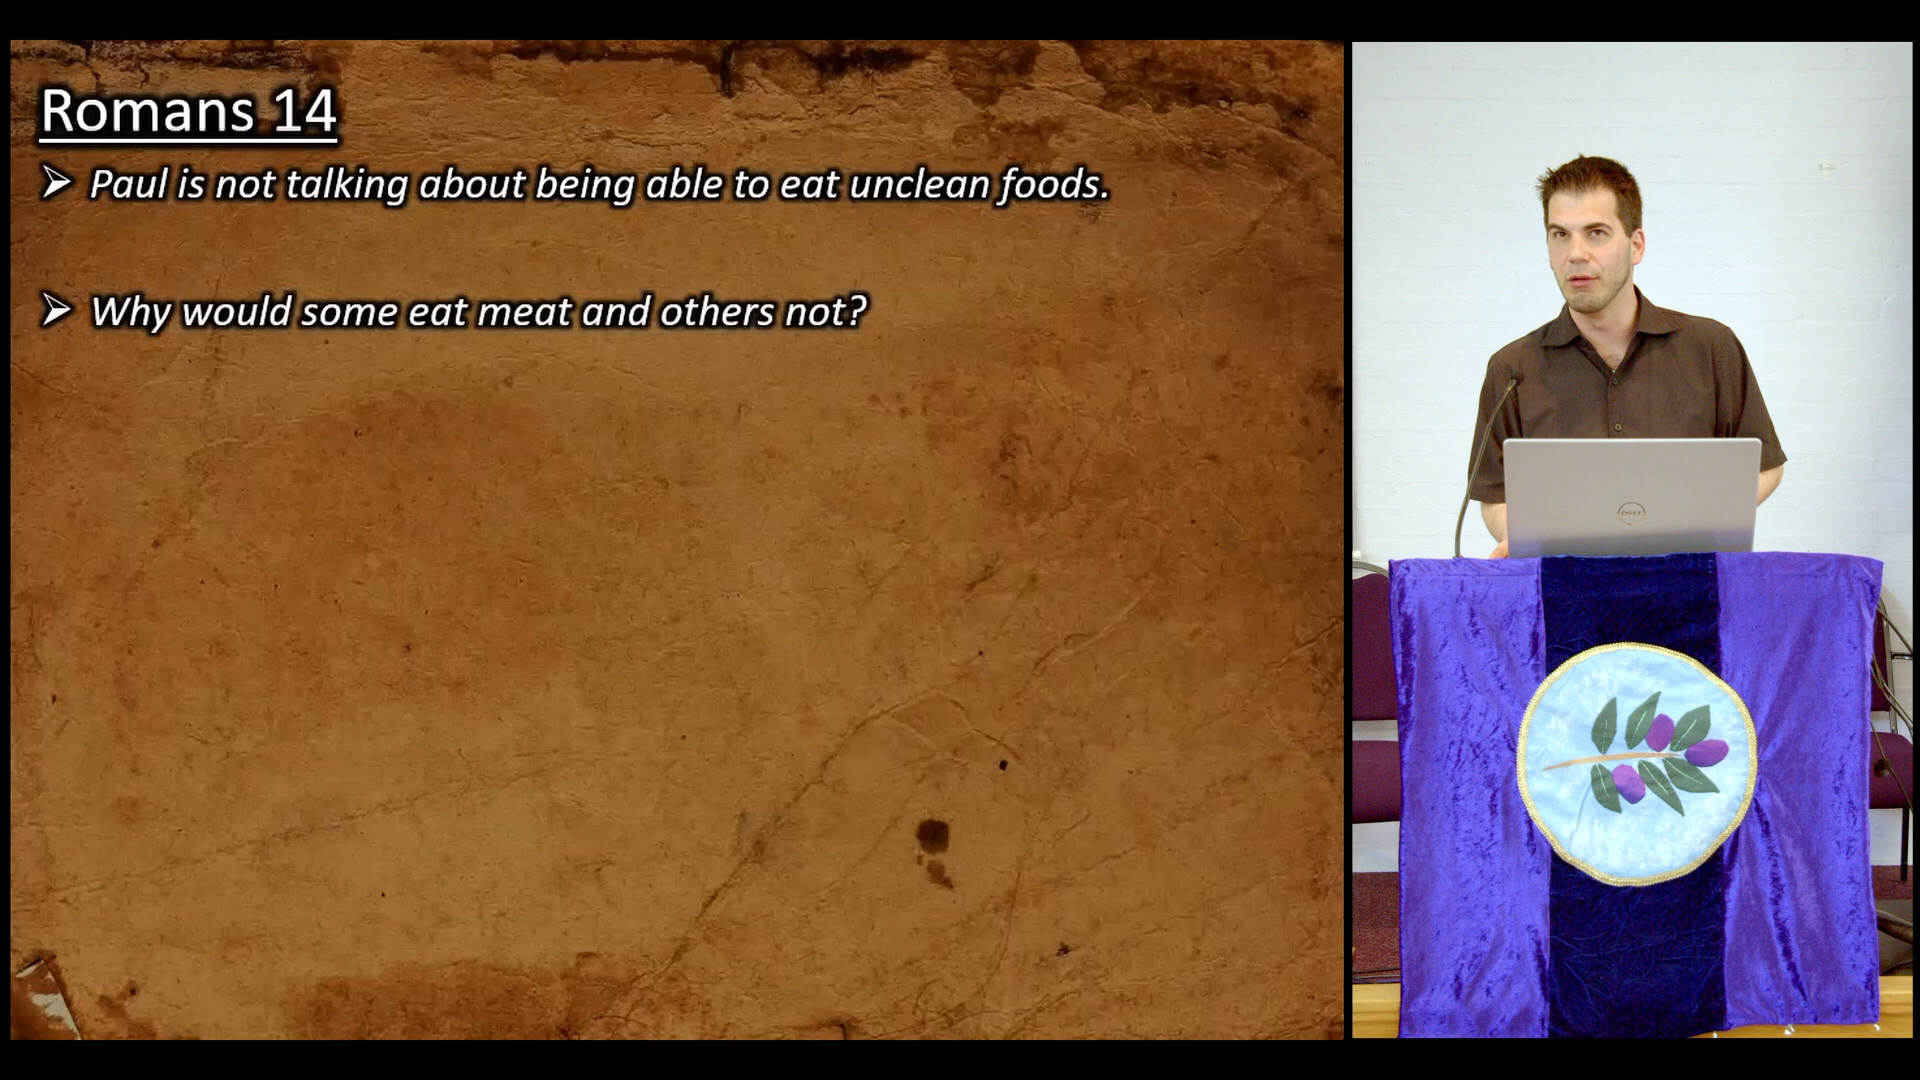 Romans 14
➢ Paul is not talking about being able to eat unclean foods.
➢ Why would some eat meat and others not?
DELL